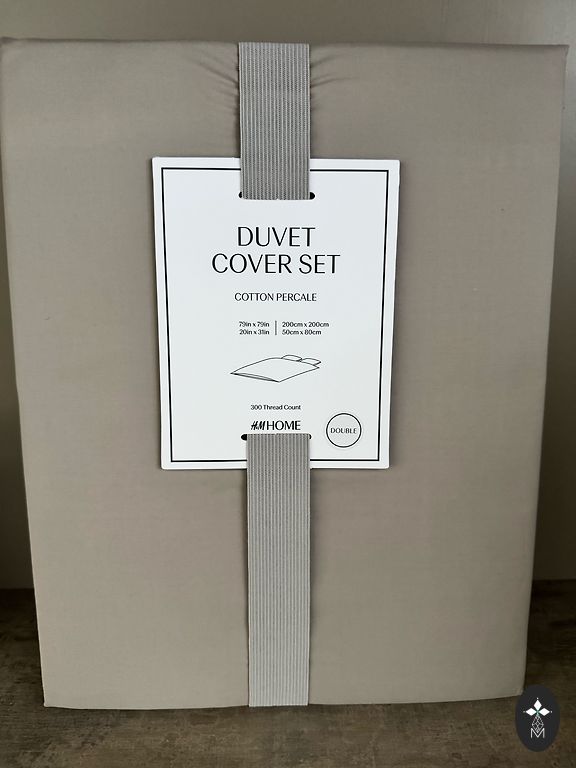 DUVET
COVER SET
COTTON PERCALE
79in x 79in | 200cm x 200cm
20in x 31in | 50cm x 80cm
300 Thread Count
H&M HOME
DOUBLE
M